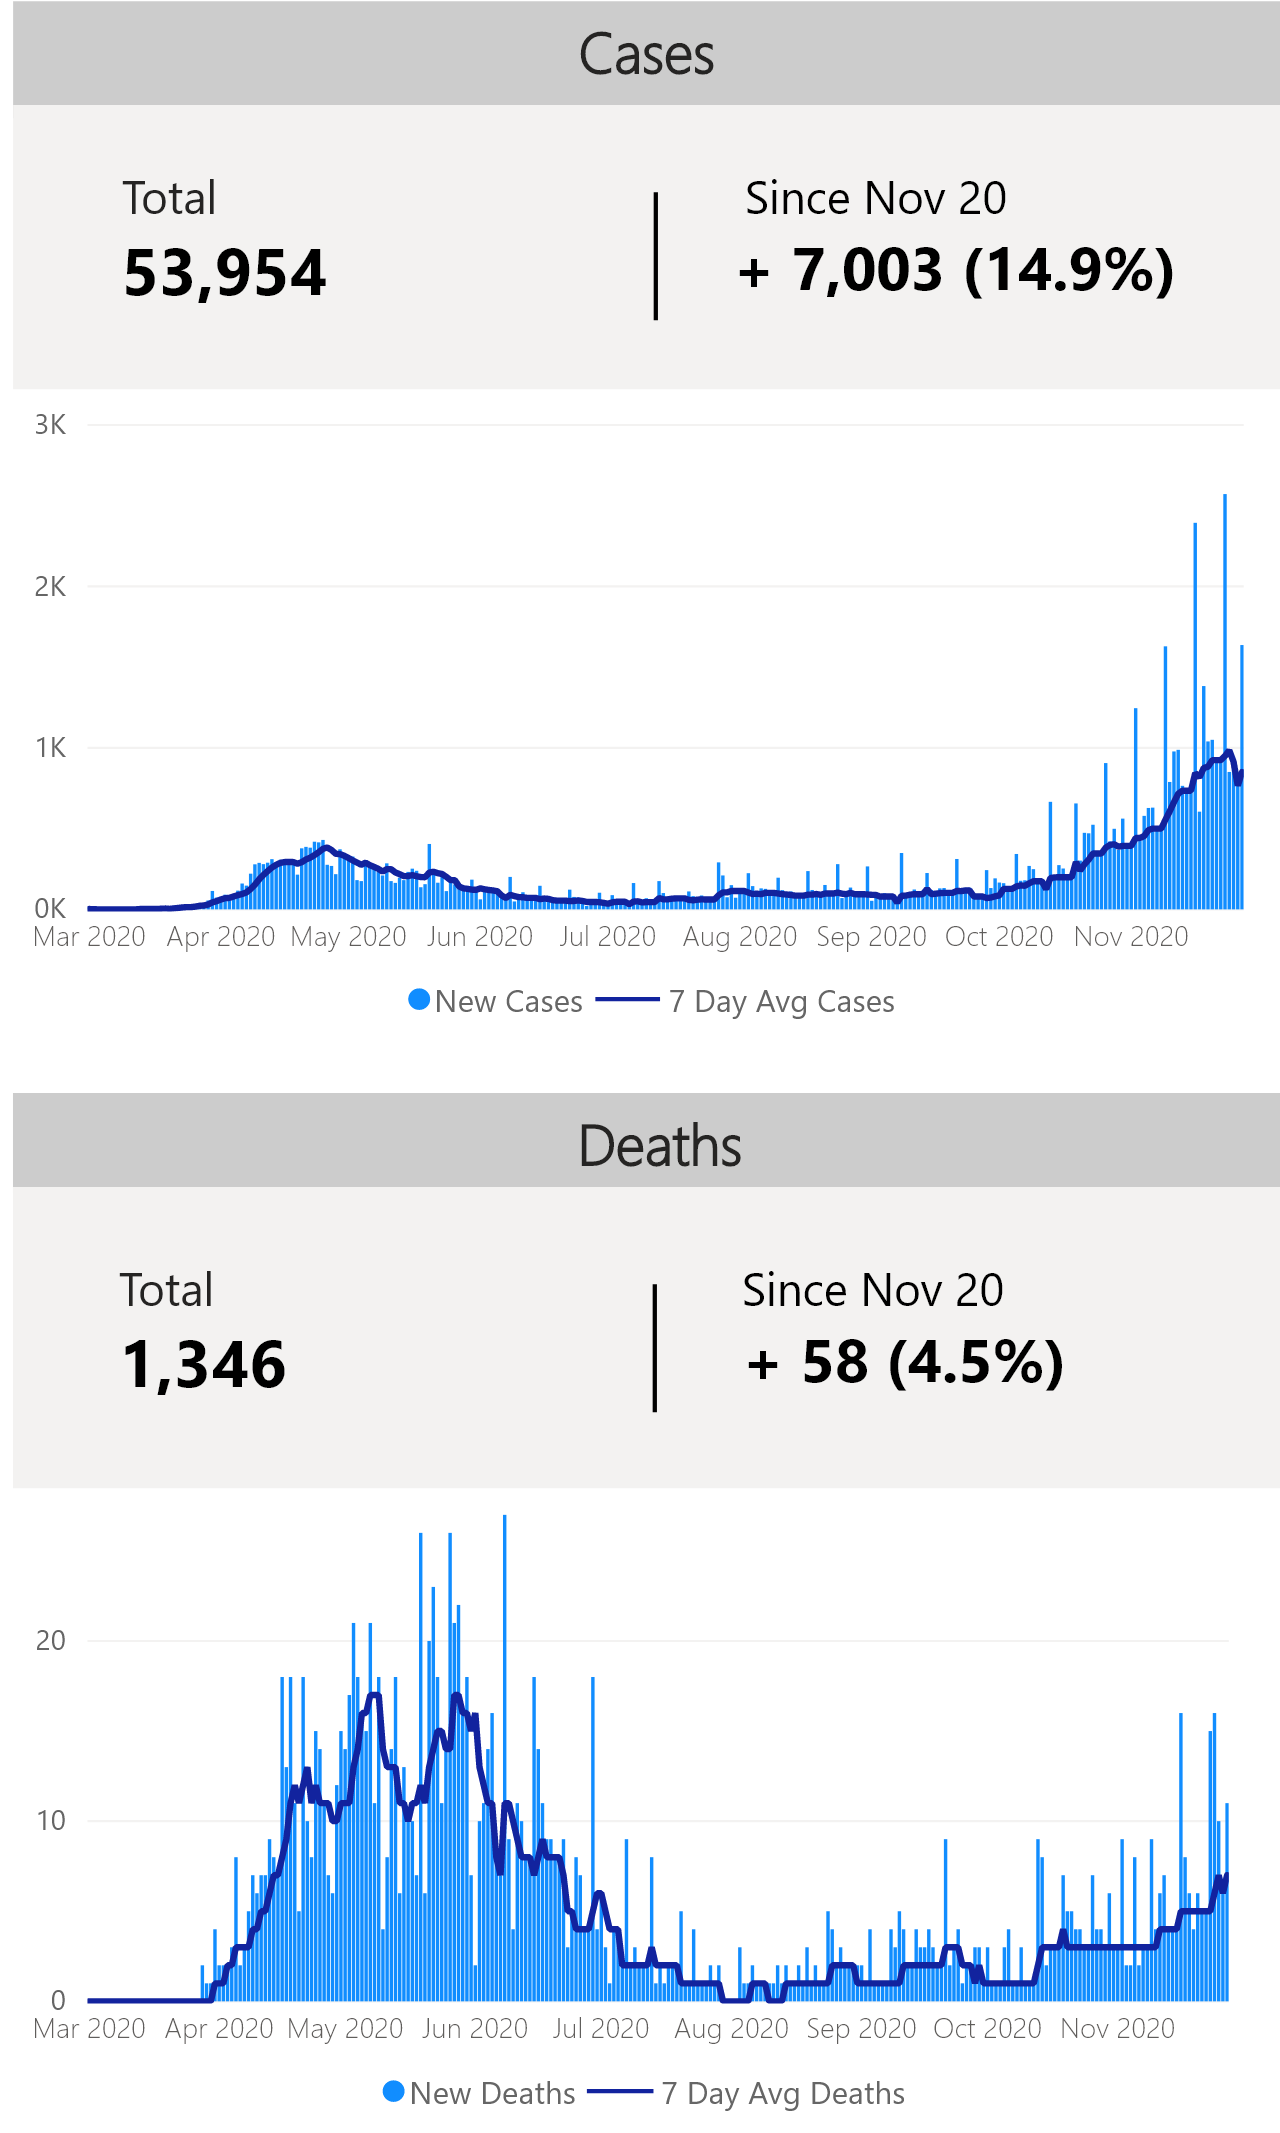 Cases
Total
Since Nov 20
53,954
+ 7,003 (14.9%)
3K
2K
1K
0K
Mar 2020 Apr 2020 May 2020 Jun 2020 Jul 2020 Aug 2020 Sep 2020 Oct 2020 Nov 2020
New Cases 7 Day Avg Cases
Deaths
Total
Since Nov 20
1,346
+ 58 (4.5%)
20
10
0
Mar 2020 Apr 2020 May 2020 Jun 2020 Jul 2020 Aug 2020 Sep 2020 Oct 2020 Nov 2020
New Deaths 7 Day Avg Deaths